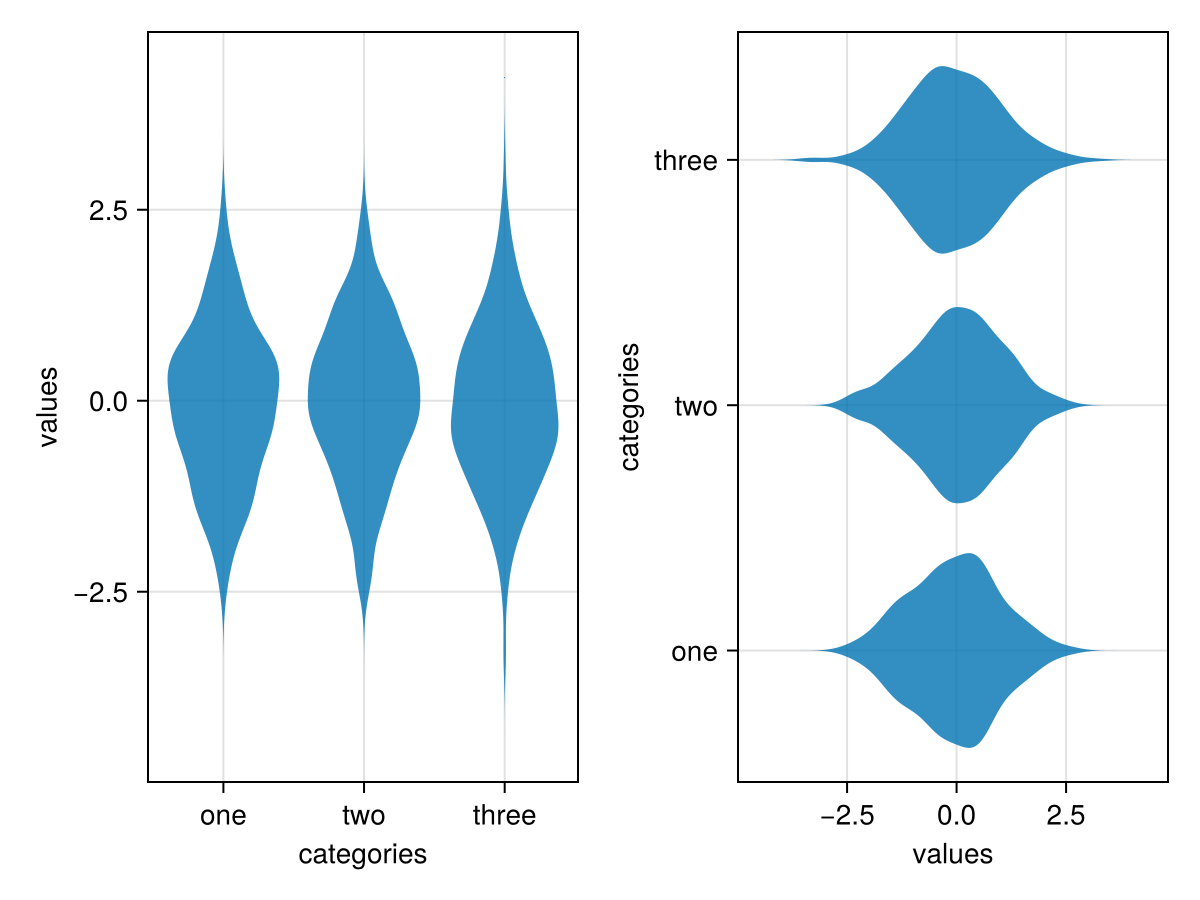 values
2.5
0.0
−2.5
one two three
categories
categories
three
two
one
−2.5 0.0 2.5
values